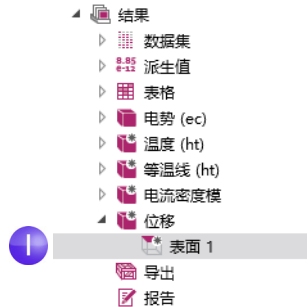 结果
数据集
8.85
e-12
派生值
表格
电势 (ec)
温度 (ht)
等温线 (ht)
电流密度模
位移
1
表面 1
导出
报告